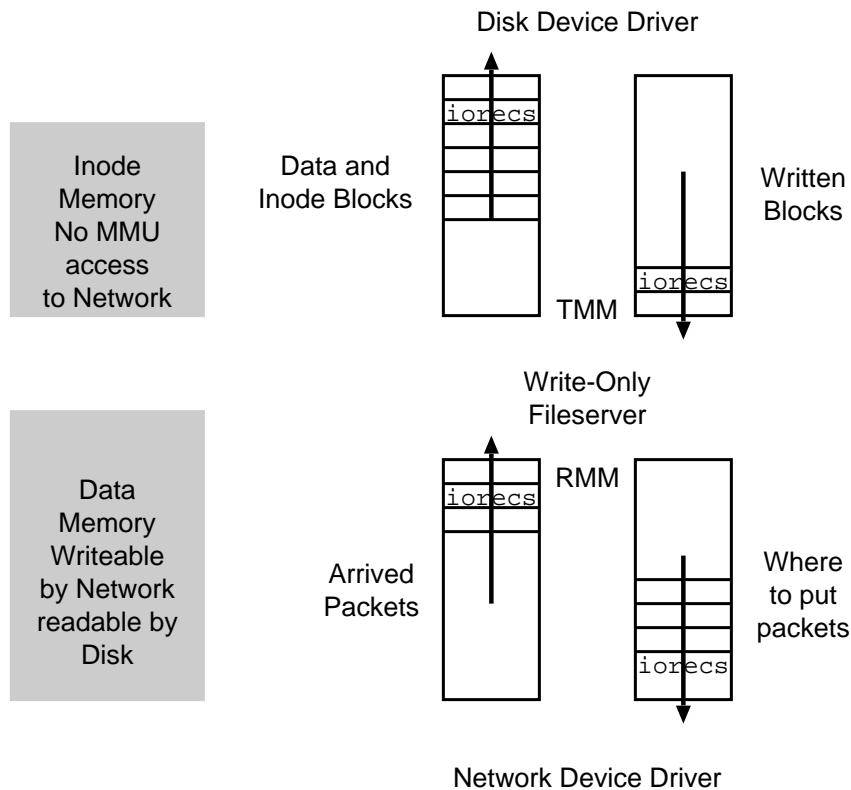 Disk Device Driver
iorecs
Inode
Memory
No MMU
access
to Network
Data and
Inode Blocks
Written
Blocks
iorecs
TMM
Write-Only
Fileserver
Data
Memory
Writeable
by Network
readable by
Disk
iorecs
RMM
Arrived
Packets
Where
to put
packets
iorecs
Network Device Driver